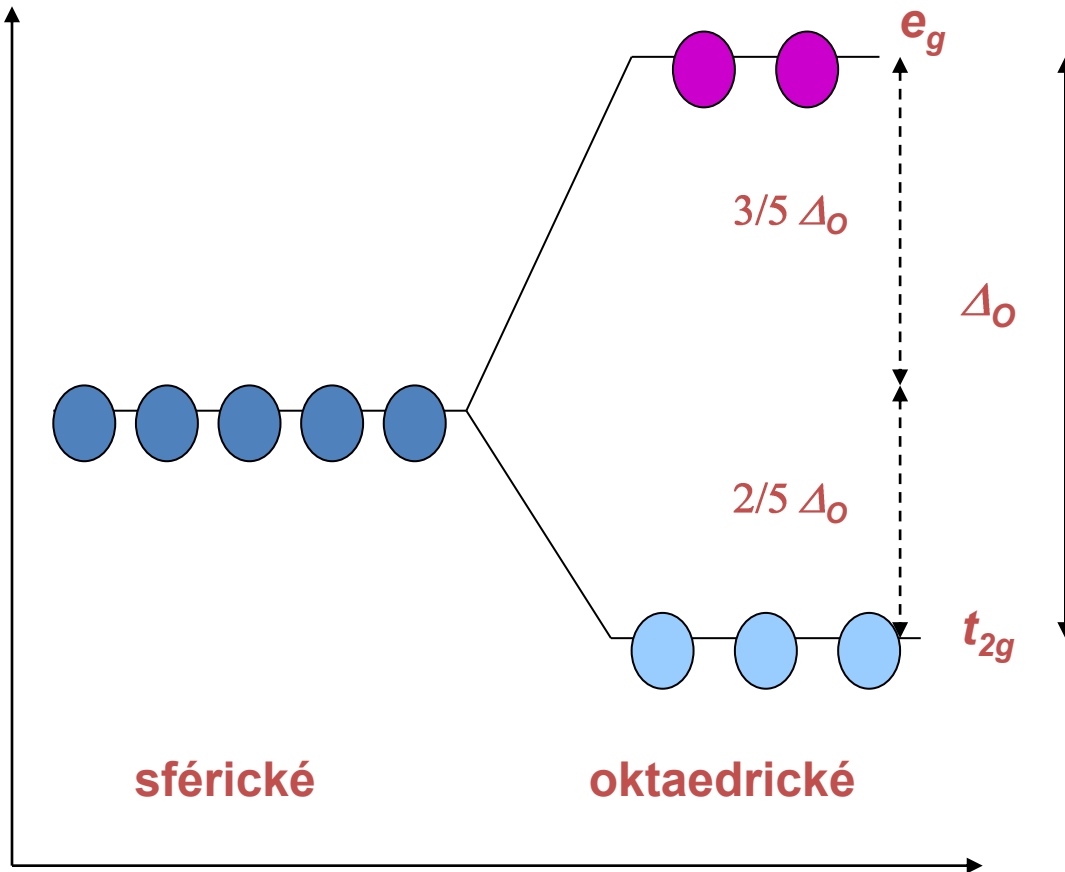 e_g
3/5 Δ_O
Δ_O
2/5 Δ_O
t_2g
sférické
oktaedrické